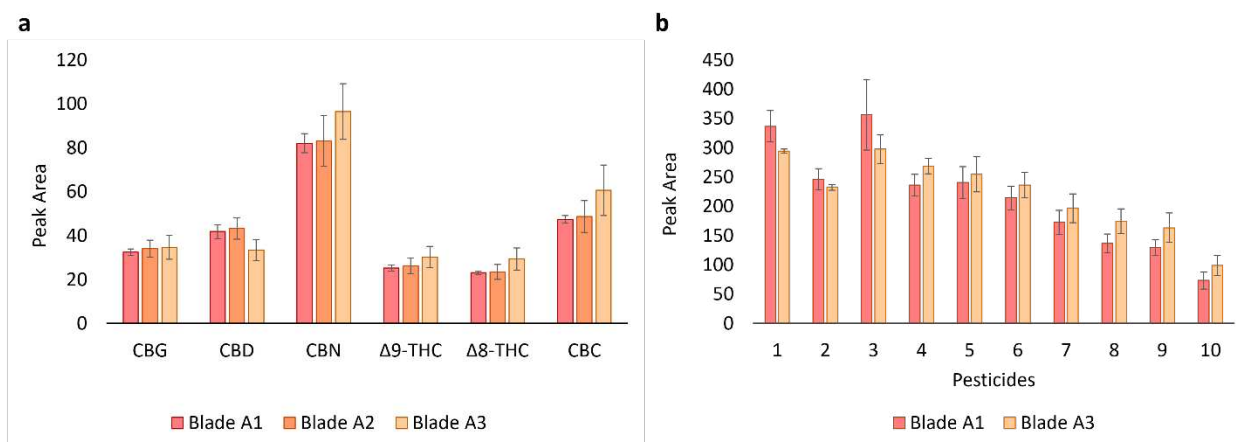 a
120
100
80
60
40
20
0
Peak Area
CBG CBD CBN Δ9-THC Δ8-THC CBC
Blade A1 Blade A2 Blade A3
b
450
400
350
300
250
200
150
100
50
0
Peak Area
1 2 3 4 5 6 7 8 9 10
Pesticides
Blade A1 Blade A3